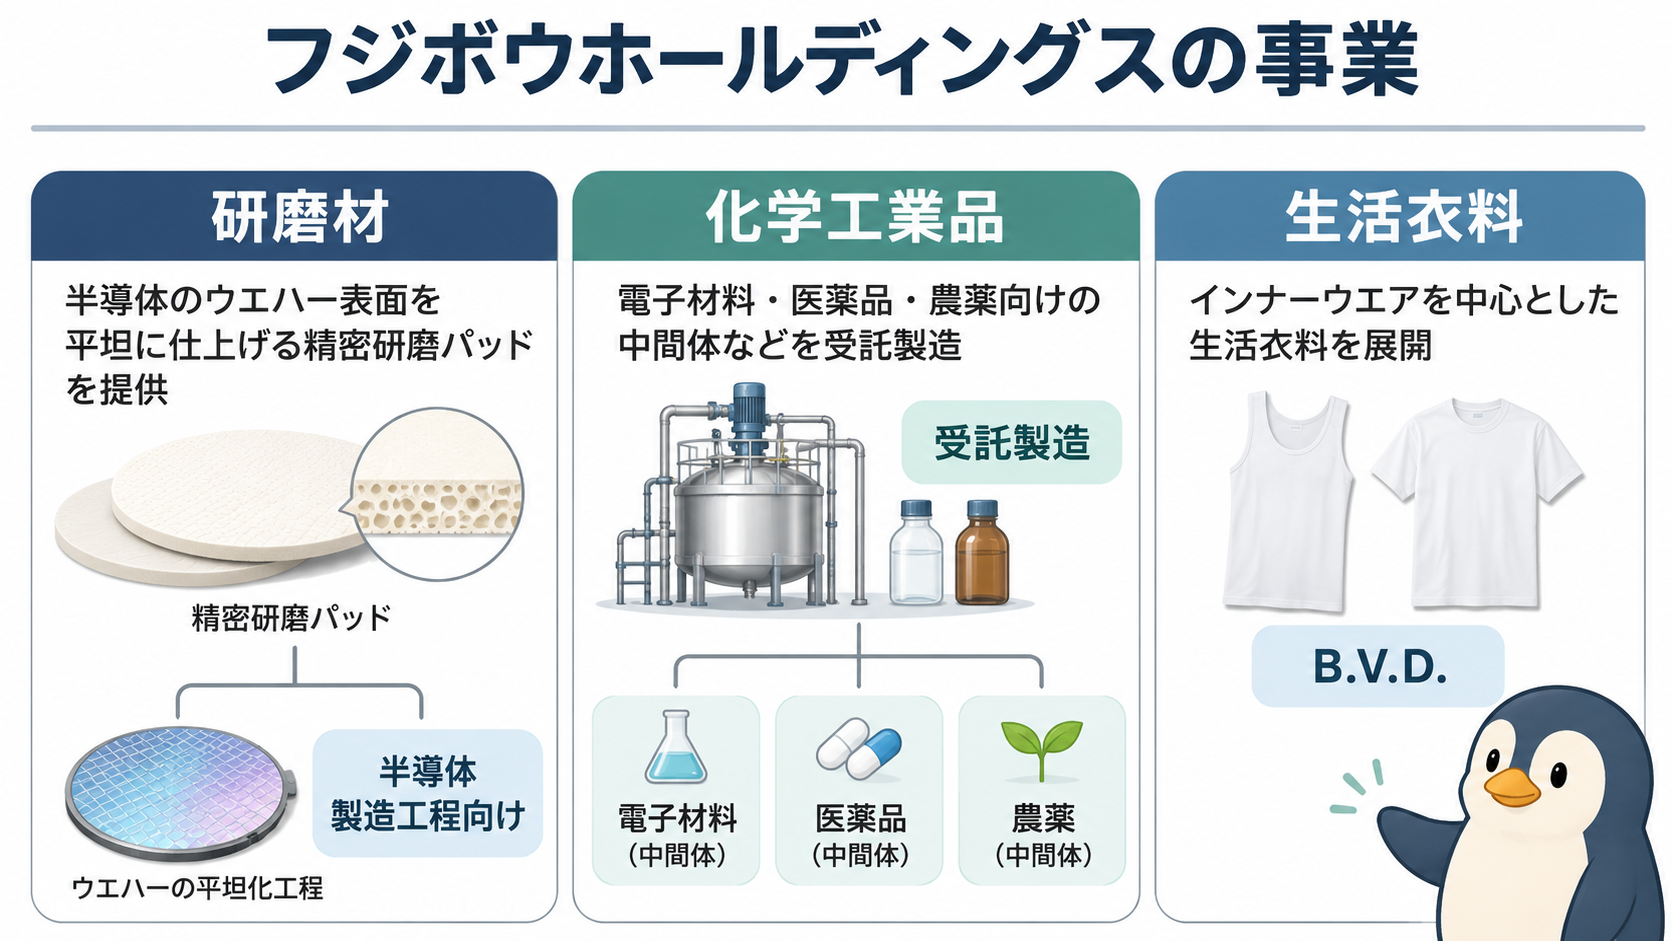 フジボウホールディングスの事業
研磨材
半導体のウエハー表面を
平坦に仕上げる精密研磨パッド
を提供
精密研磨パッド
半導体
製造工程向け
ウエハーの平坦化工程
化学工業品
電子材料・医薬品・農薬向けの
中間体などを受託製造
受託製造
電子材料
（中間体）
医薬品
（中間体）
農薬
（中間体）
生活衣料
インナーウエアを中心とした
生活衣料を展開
B.V.D.